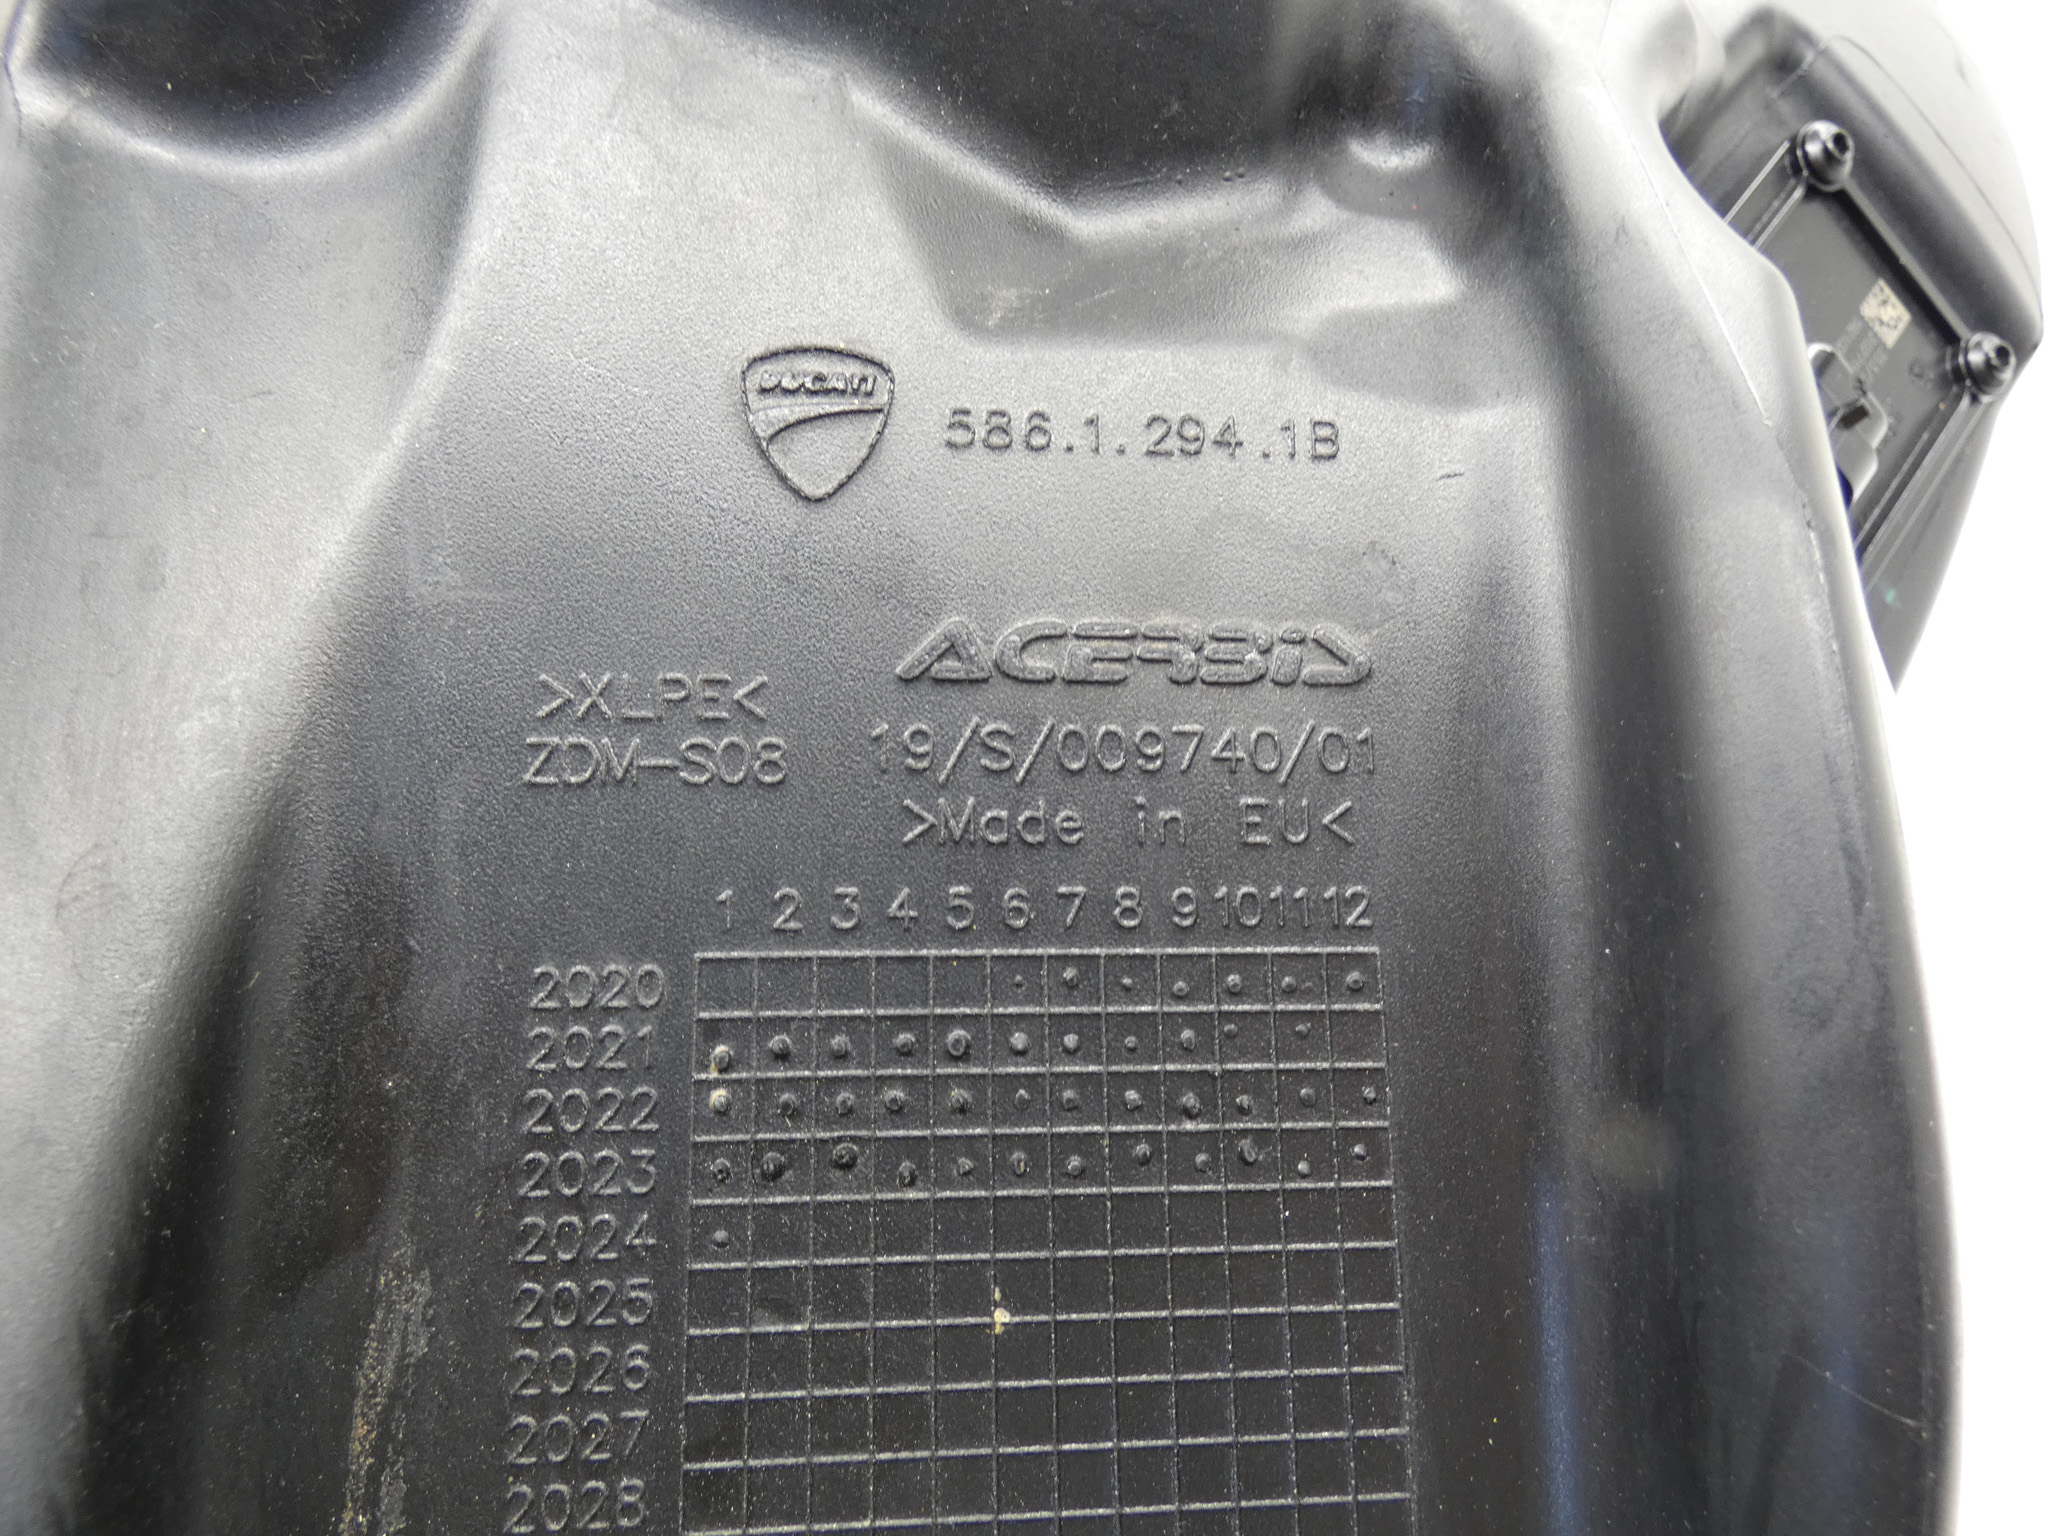 DUCATI
586.1.294.1B
ACERBIS
>XLPE<
ZDM-S08
19/S/009740/01
>Made in EU<
1 2 3 4 5 6 7 8 9 10 11 12
2020
2021
2022
2023
2024
2025
2026
2027
2028